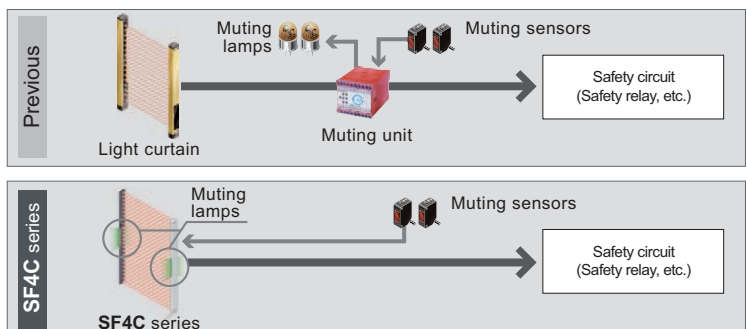 Previous
Muting
lamps
Muting sensors
Safety circuit
(Safety relay, etc.)
Muting unit
Light curtain
SF4C series
Muting
lamps
Muting sensors
Safety circuit
(Safety relay, etc.)
SF4C series